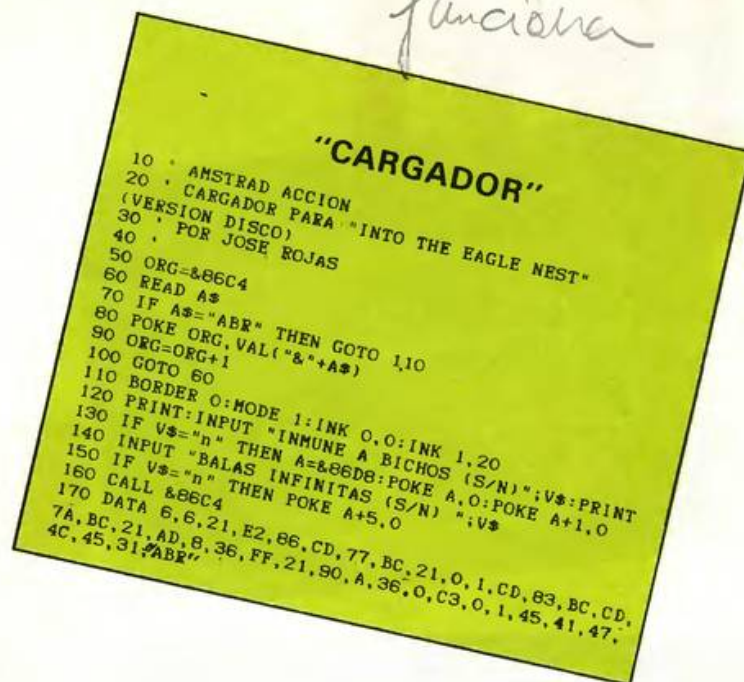 funciona
"CARGADOR"
10 ' AMSTRAD ACCION
20 ' CARGADOR PARA "INTO THE EAGLE NEST"
(VERSION DISCO)
30 ' POR JOSE ROJAS
40 '
50 ORG=&86C4
60 READ A$
70 IF A$="ABR" THEN GOTO 110
80 POKE ORG,VAL("&"+A$)
90 ORG=ORG+1
100 GOTO 60
110 BORDER 0:MODE 1:INK 0,0:INK 1,20
120 PRINT:INPUT "INMUNE A BICHOS (S/N)";V$:PRINT
130 IF V$="n" THEN A=&86D8:POKE A,0:POKE A+1,0
140 INPUT "BALAS INFINITAS (S/N) ";V$
150 IF V$="n" THEN POKE A+5,0
160 CALL &86C4
170 DATA 6,6,21,E2,86,CD,77,BC,21,0,1,CD,83,BC,CD,
7A,BC,21,AD,8,36,FF,21,90,A,36,0,C3,0,1,45,41,47,
4C,45,31,"ABR"